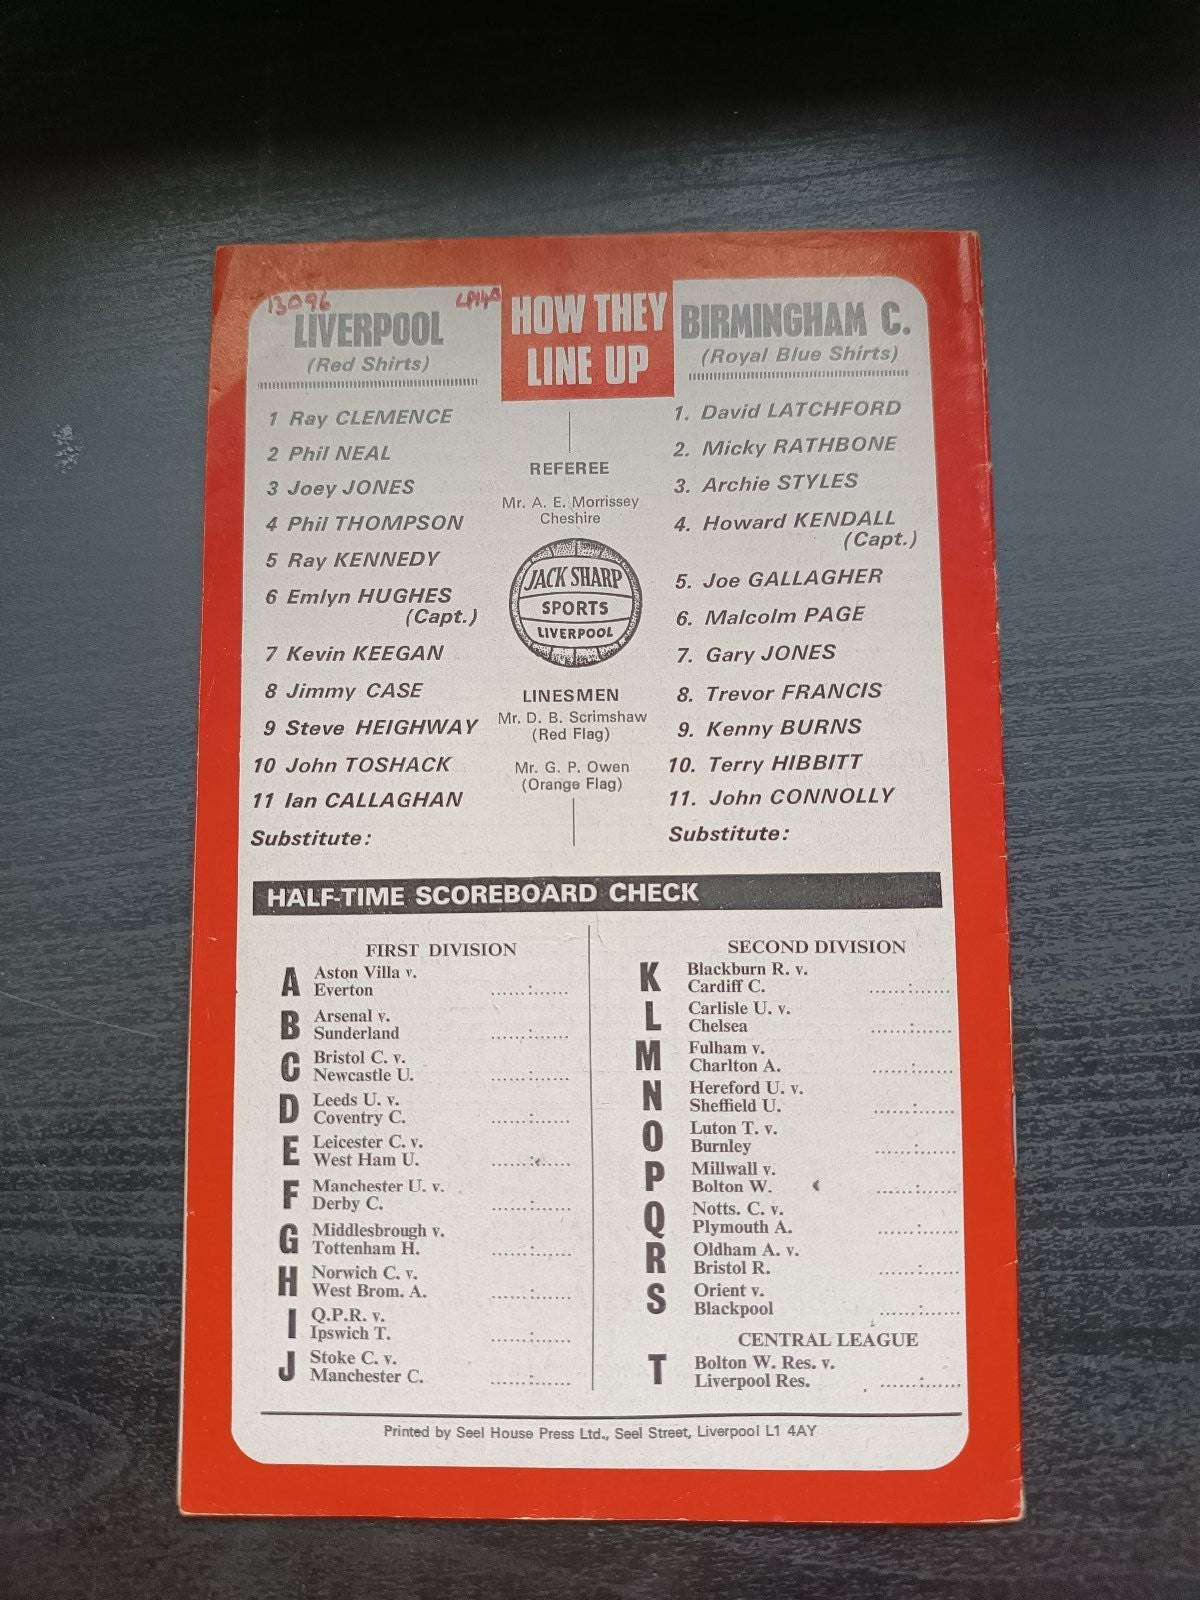 13096
HOW THEY
LINE UP
LIVERPOOL
(Red Shirts)
1 Ray CLEMENCE
2 Phil NEAL
3 Joey JONES
4 Phil THOMPSON
5 Ray KENNEDY
6 Emlyn HUGHES
(Capt.)
7 Kevin KEEGAN
8 Jimmy CASE
9 Steve HEIGHWAY
10 John TOSHACK
11 Ian CALLAGHAN
Substitute:
REFEREE
Mr. A. E. Morrissey
Cheshire
JACK SHARP
SPORTS
LIVERPOOL
LINESMEN
Mr. D. B. Scrimshaw
(Red Flag)
Mr. G. P. Owen
(Orange Flag)
BIRMINGHAM C.
(Royal Blue Shirts)
1. David LATCHFORD
2. Micky RATHBONE
3. Archie STYLES
4. Howard KENDALL
(Capt.)
5. Joe GALLAGHER
6. Malcolm PAGE
7. Gary JONES
8. Trevor FRANCIS
9. Kenny BURNS
10. Terry HIBBITT
11. John CONNOLLY
Substitute:
HALF-TIME SCOREBOARD CHECK
FIRST DIVISION
A Aston Villa v.
Everton ......:......
B Arsenal v.
Sunderland ......:......
C Bristol C. v.
Newcastle U. ......:......
D Leeds U. v.
Coventry C. ......:......
E Leicester C. v.
West Ham U. ......:......
F Manchester U. v.
Derby C. ......:......
G Middlesbrough v.
Tottenham H. ......:......
H Norwich C. v.
West Brom. A. ......:......
I Q.P.R. v.
Ipswich T. ......:......
J Stoke C. v.
Manchester C. ......:......
SECOND DIVISION
K Blackburn R. v.
Cardiff C. ......:......
L Carlisle U. v.
Chelsea ......:......
M Fulham v.
Charlton A. ......:......
N Hereford U. v.
Sheffield U. ......:......
O Luton T. v.
Burnley ......:......
P Millwall v.
Bolton W. ......:......
Q Notts. C. v.
Plymouth A. ......:......
R Oldham A. v.
Bristol R. ......:......
S Orient v.
Blackpool ......:......
CENTRAL LEAGUE
T Bolton W. Res. v.
Liverpool Res. ......:......
Printed by Seel House Press Ltd., Seel Street, Liverpool L1 4AY